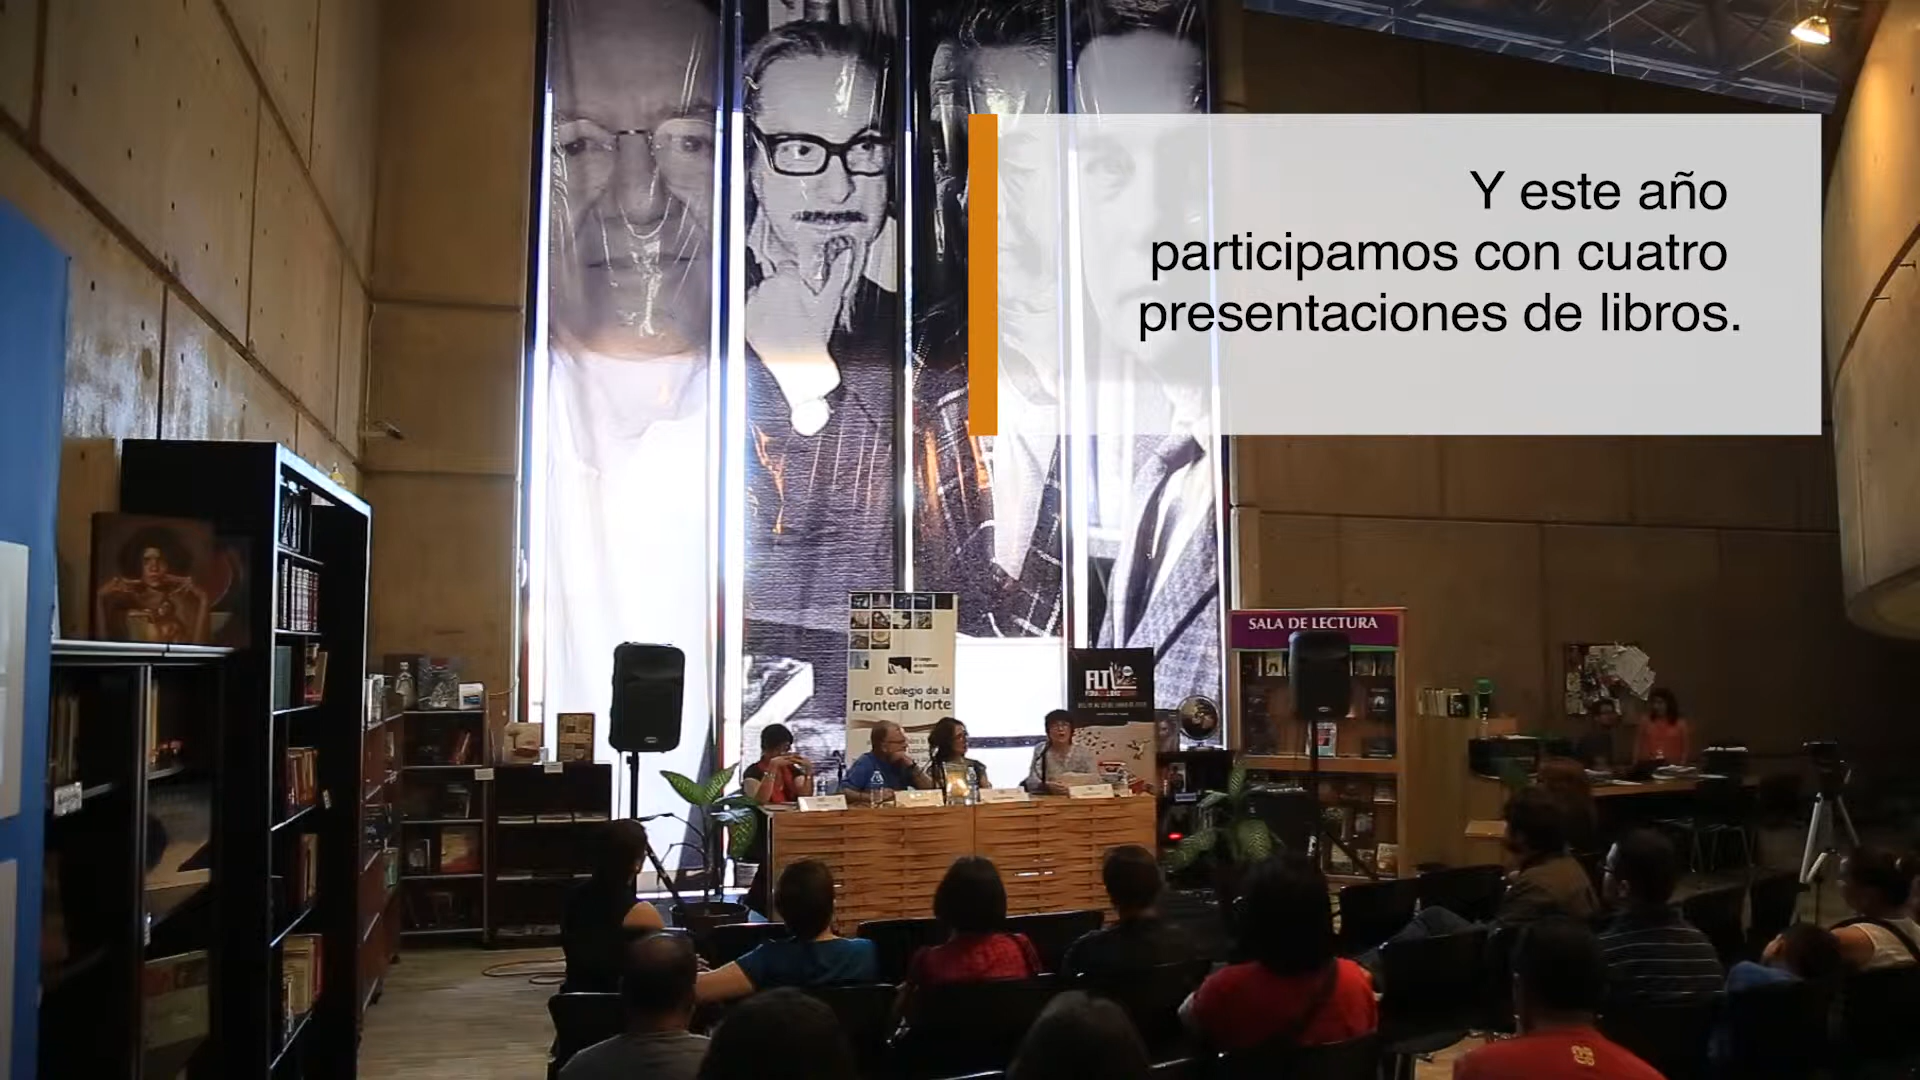 Y este año
participamos con cuatro
presentaciones de libros.
SALA DE LECTURA
El Colegio de la
Frontera Norte
FLT